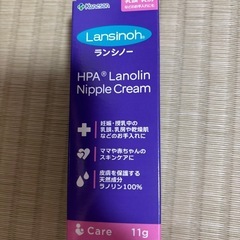 Kaneson
Lansinoh®
ランシノー
HPA® Lanolin
Nipple Cream
妊娠・授乳中の
乳頭、乳房や乾燥肌
などのお手入れに
ママや赤ちゃんの
スキンケアに
皮膚を保護する
天然成分
ラノリン100%
Care
11g